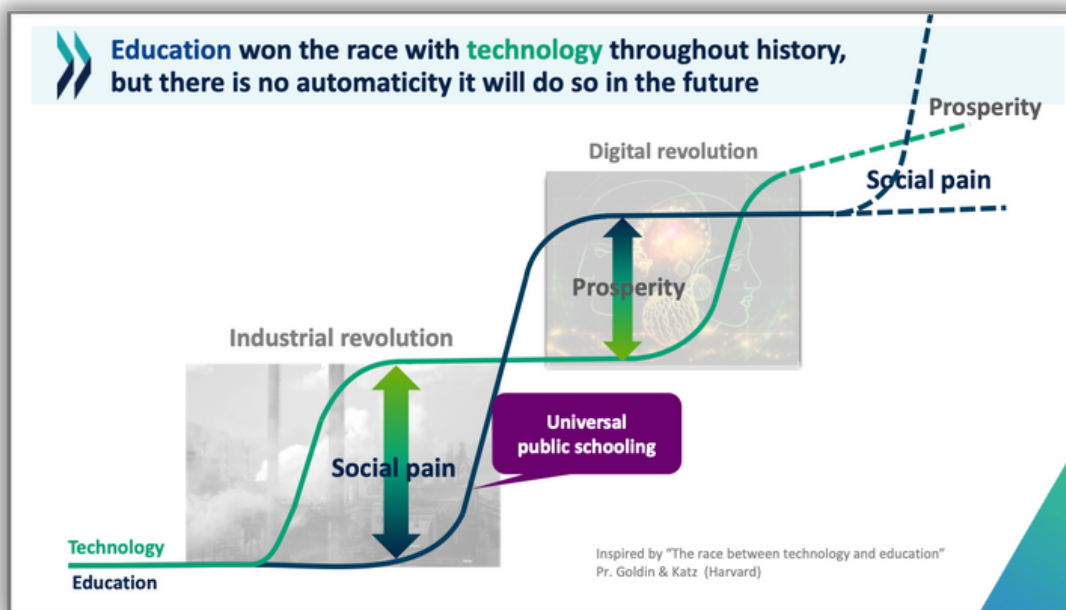 Education won the race with technology throughout history,
but there is no automaticity it will do so in the future
Prosperity
Digital revolution
Social pain
Prosperity
Industrial revolution
Universal
public schooling
Social pain
Technology
Education
Inspired by “The race between technology and education”
Pr. Goldin & Katz (Harvard)